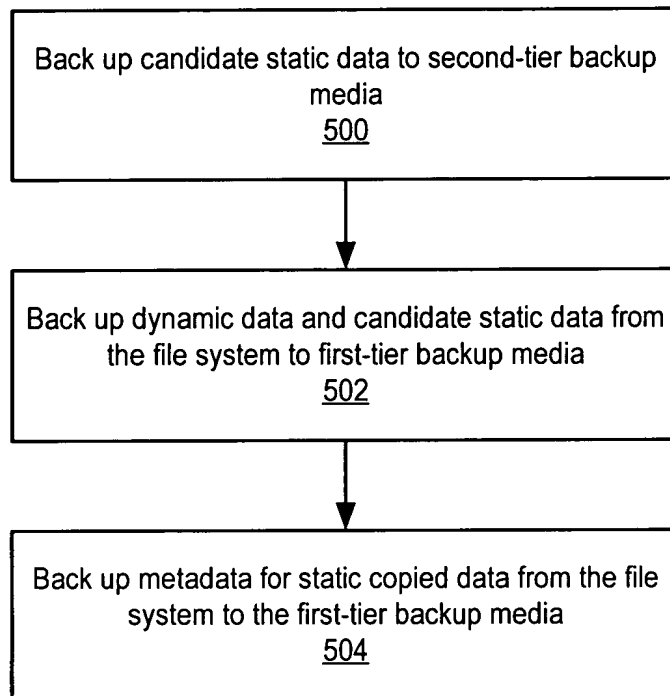 Back up candidate static data to second-tier backup
media
500
Back up dynamic data and candidate static data from
the file system to first-tier backup media
502
Back up metadata for static copied data from the file
system to the first-tier backup media
504